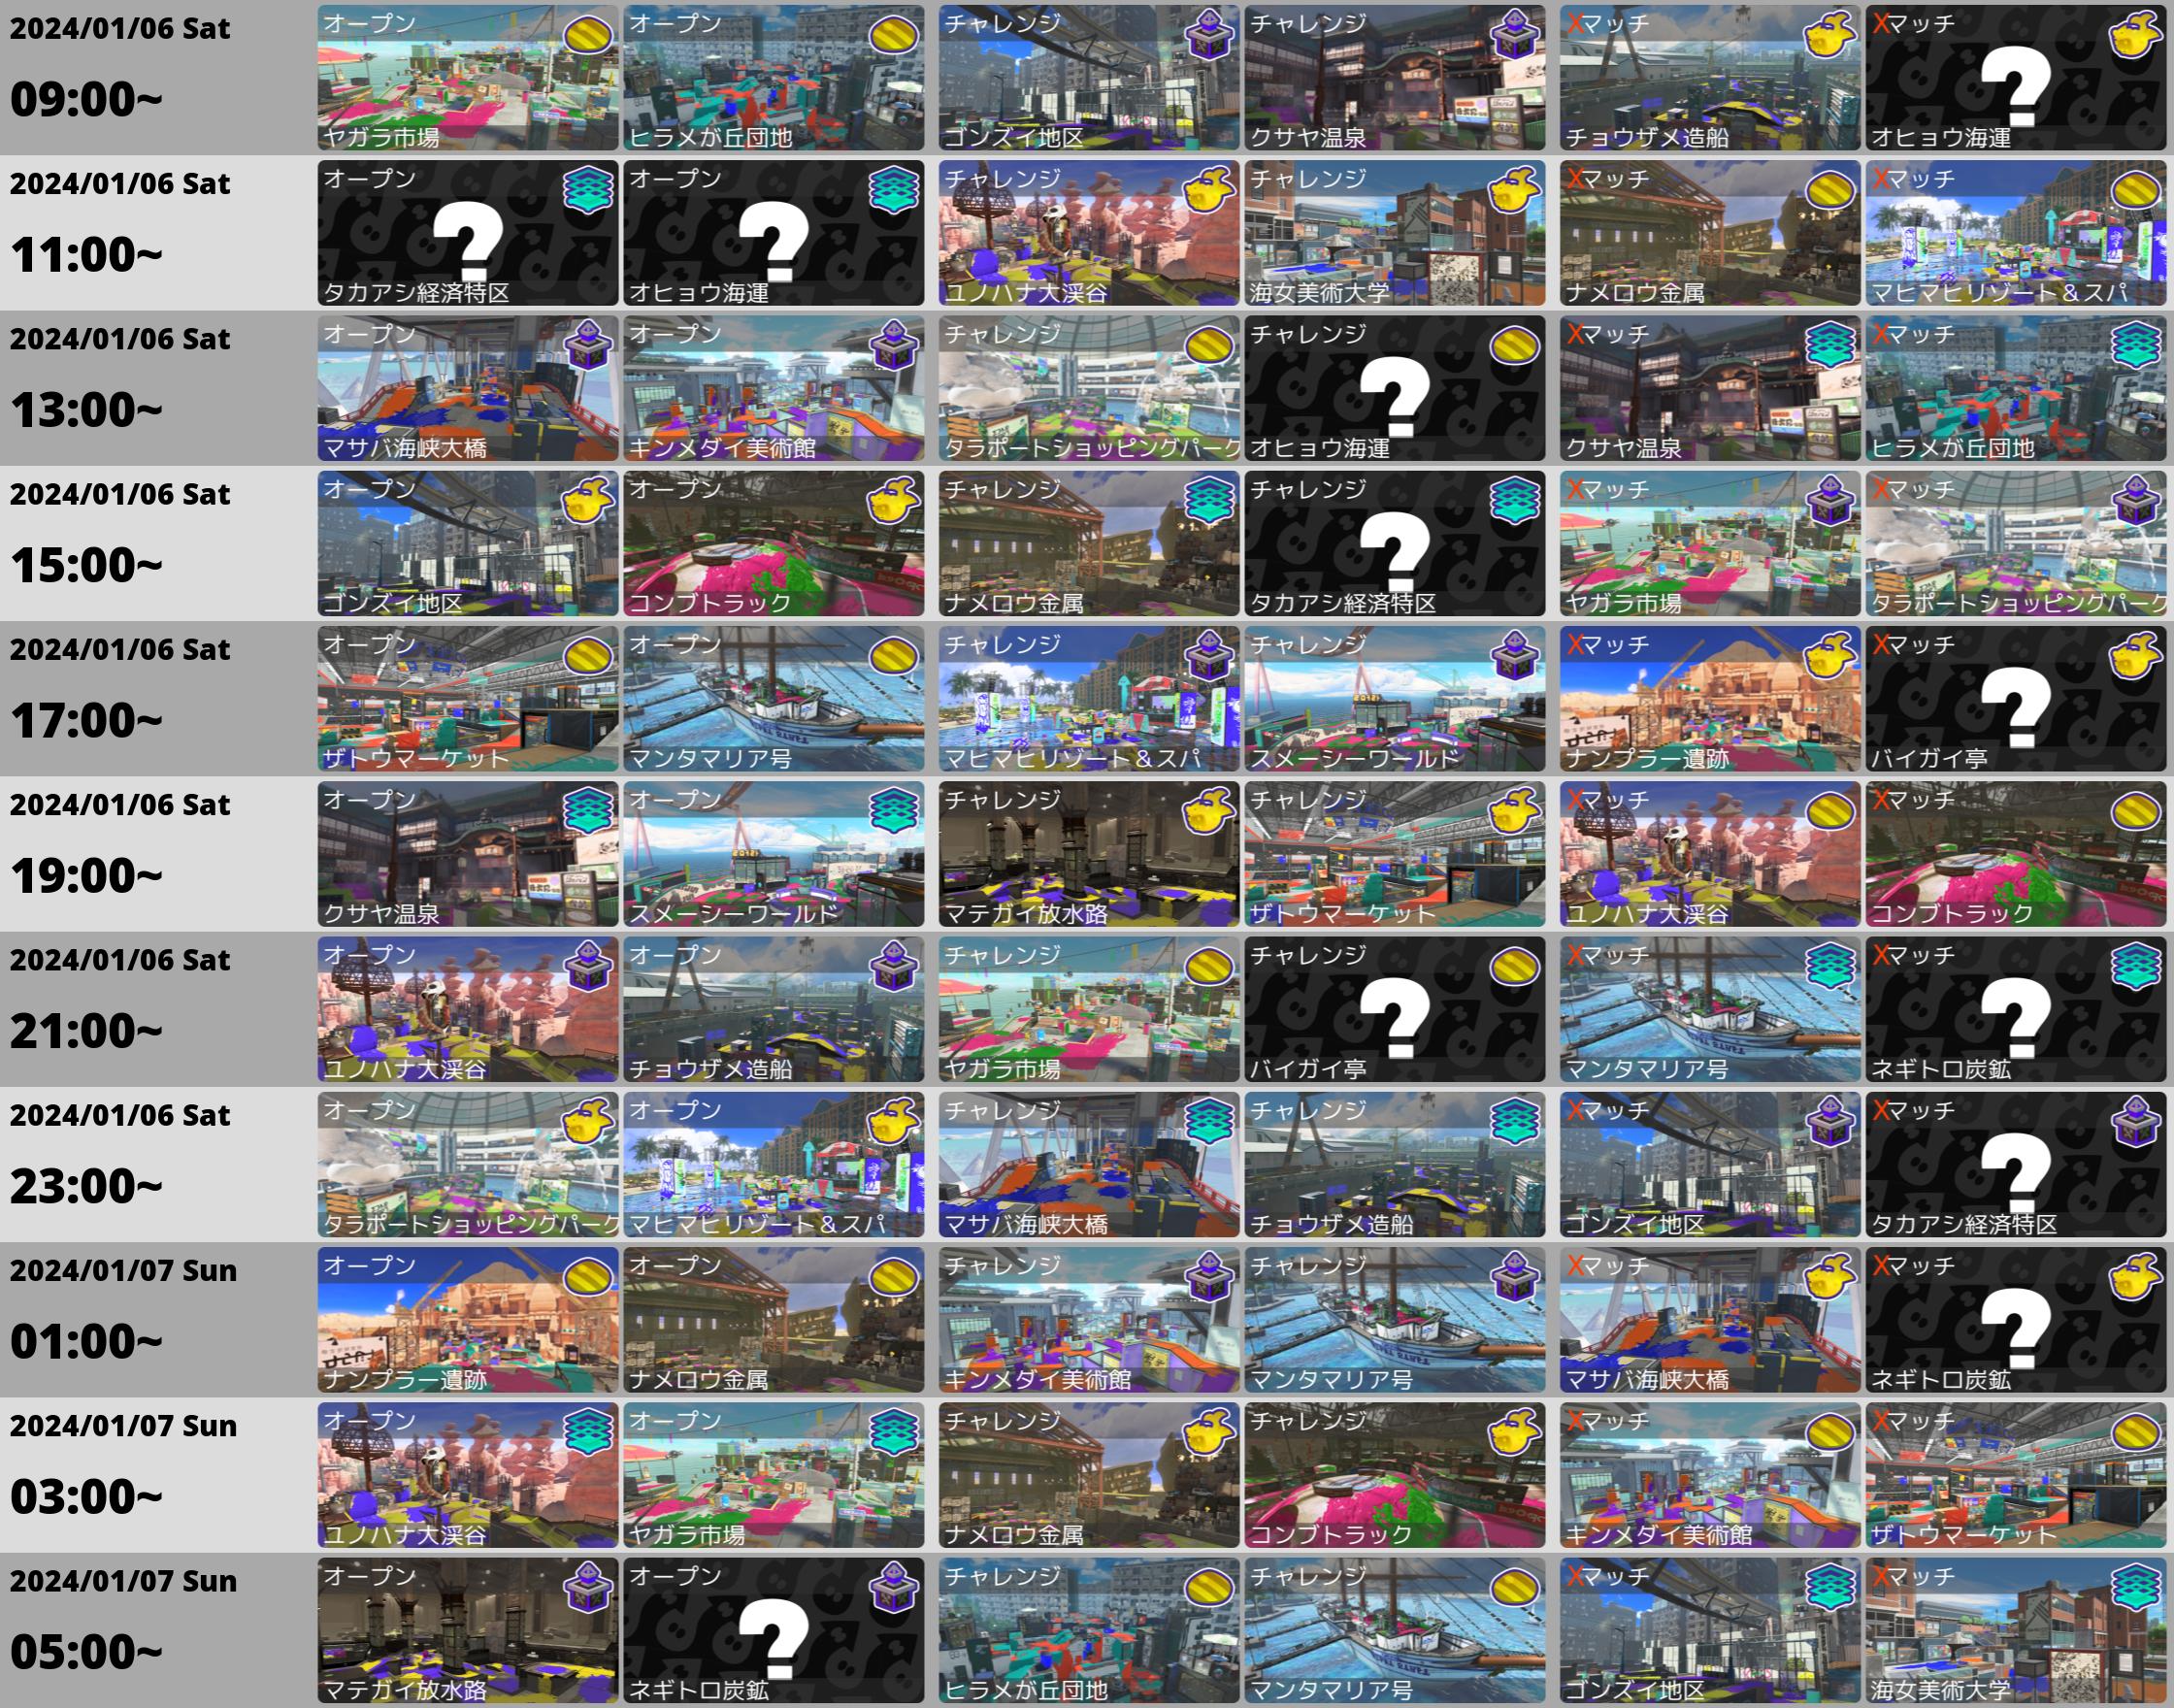 2024/01/06 Sat
09:00~
オープン
ヤガラ市場
オープン
ヒラメが丘団地
チャレンジ
ゴンズイ地区
チャレンジ
クサヤ温泉
Xマッチ
チョウザメ造船
Xマッチ
?
オヒョウ海運
2024/01/06 Sat
11:00~
オープン
?
タカアシ経済特区
オープン
?
オヒョウ海運
チャレンジ
ユノハナ大渓谷
チャレンジ
海女美術大学
Xマッチ
ナメロウ金属
Xマッチ
マヒマヒリゾート&スパ
2024/01/06 Sat
13:00~
オープン
マサバ海峡大橋
オープン
キンメダイ美術館
チャレンジ
タラポートショッピングパーク
チャレンジ
?
オヒョウ海運
Xマッチ
クサヤ温泉
Xマッチ
ヒラメが丘団地
2024/01/06 Sat
15:00~
オープン
ゴンズイ地区
オープン
コンブトラック
チャレンジ
ナメロウ金属
チャレンジ
?
タカアシ経済特区
Xマッチ
ヤガラ市場
Xマッチ
タラポートショッピングパーク
2024/01/06 Sat
17:00~
オープン
ザトウマーケット
オープン
マンタマリア号
チャレンジ
マヒマヒリゾート&スパ
チャレンジ
スメーシーワールド
Xマッチ
ナンプラー遺跡
Xマッチ
?
バイガイ亭
2024/01/06 Sat
19:00~
オープン
クサヤ温泉
オープン
スメーシーワールド
チャレンジ
マテガイ放水路
チャレンジ
ザトウマーケット
Xマッチ
ユノハナ大渓谷
Xマッチ
コンブトラック
2024/01/06 Sat
21:00~
オープン
ユノハナ大渓谷
オープン
チョウザメ造船
チャレンジ
ヤガラ市場
チャレンジ
?
バイガイ亭
Xマッチ
マンタマリア号
Xマッチ
?
ネギトロ炭鉱
2024/01/06 Sat
23:00~
オープン
タラポートショッピングパーク
オープン
マヒマヒリゾート&スパ
チャレンジ
マサバ海峡大橋
チャレンジ
チョウザメ造船
Xマッチ
ゴンズイ地区
Xマッチ
?
タカアシ経済特区
2024/01/07 Sun
01:00~
オープン
ナンプラー遺跡
オープン
ナメロウ金属
チャレンジ
キンメダイ美術館
チャレンジ
マンタマリア号
Xマッチ
マサバ海峡大橋
Xマッチ
?
ネギトロ炭鉱
2024/01/07 Sun
03:00~
オープン
ユノハナ大渓谷
オープン
ヤガラ市場
チャレンジ
ナメロウ金属
チャレンジ
コンブトラック
Xマッチ
キンメダイ美術館
Xマッチ
ザトウマーケット
2024/01/07 Sun
05:00~
オープン
マテガイ放水路
オープン
?
ネギトロ炭鉱
チャレンジ
ヒラメが丘団地
チャレンジ
マンタマリア号
Xマッチ
ゴンズイ地区
Xマッチ
海女美術大学